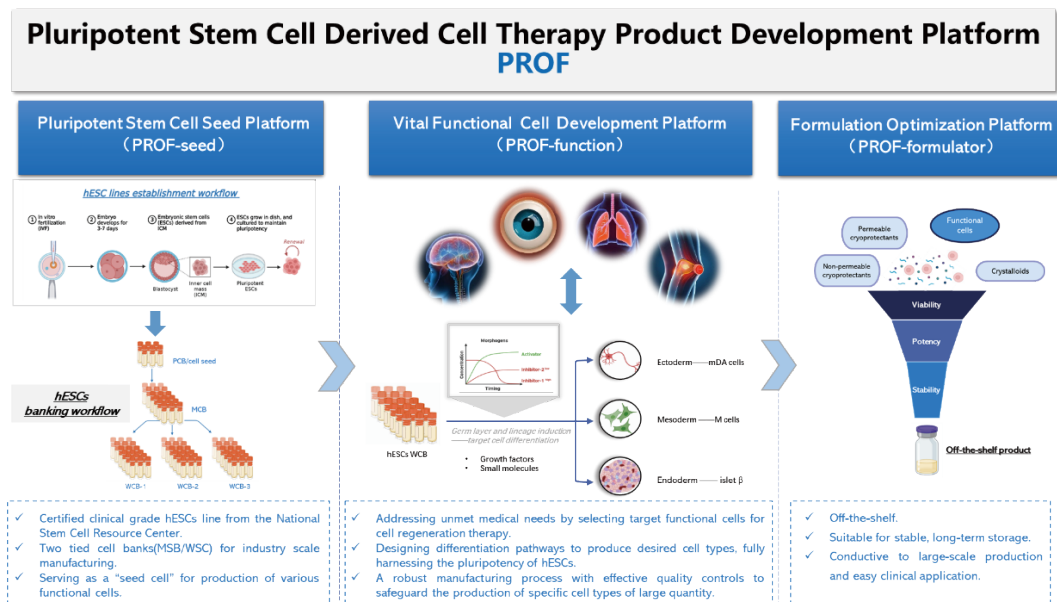 Pluripotent Stem Cell Derived Cell Therapy Product Development Platform
PROF
Pluripotent Stem Cell Seed Platform
（PROF-seed）
hESC lines establishment workflow
1 In vitro
fertilization
(IVF)
2 Embryo
develops for
3-7 days
3 Embryonic stem cells
(ESCs) derived from
ICM
4 ESCs grow in dish, and
cultured to maintain
pluripotency
Renewal
Blastocyst
Inner cell
mass
(ICM)
Pluripotent
ESCs
PCB/cell seed
hESCs
banking workflow
MCB
WCB-1
WCB-2
WCB-3
✓ Certified clinical grade hESCs line from the National
Stem Cell Resource Center.
✓ Two tied cell banks(MSB/WSC) for industry scale
manufacturing.
✓ Serving as a “seed cell” for production of various
functional cells.
Vital Functional Cell Development Platform
（PROF-function）
Morphogens
Concentration
Activator
Inhibitor-2
Inhibitor-1
Timing
hESCs WCB
Germ layer and lineage induction
——target cell differentiation
• Growth factors
• Small molecules
Ectoderm——mDA cells
Mesoderm——M cells
Endoderm—— islet β
✓ Addressing unmet medical needs by selecting target functional cells for
cell regeneration therapy.
✓ Designing differentiation pathways to produce desired cell types, fully
harnessing the pluripotency of hESCs.
✓ A robust manufacturing process with effective quality controls to
safeguard the production of specific cell types of large quantity.
Formulation Optimization Platform
（PROF-formulator）
Permeable
cryoprotectants
Functional
cells
Non-permeable
cryoprotectants
Crystalloids
Viability
Potency
Stability
Off-the-shelf product
✓ Off-the-shelf.
✓ Suitable for stable, long-term storage.
✓ Conductive to large-scale production
and easy clinical application.